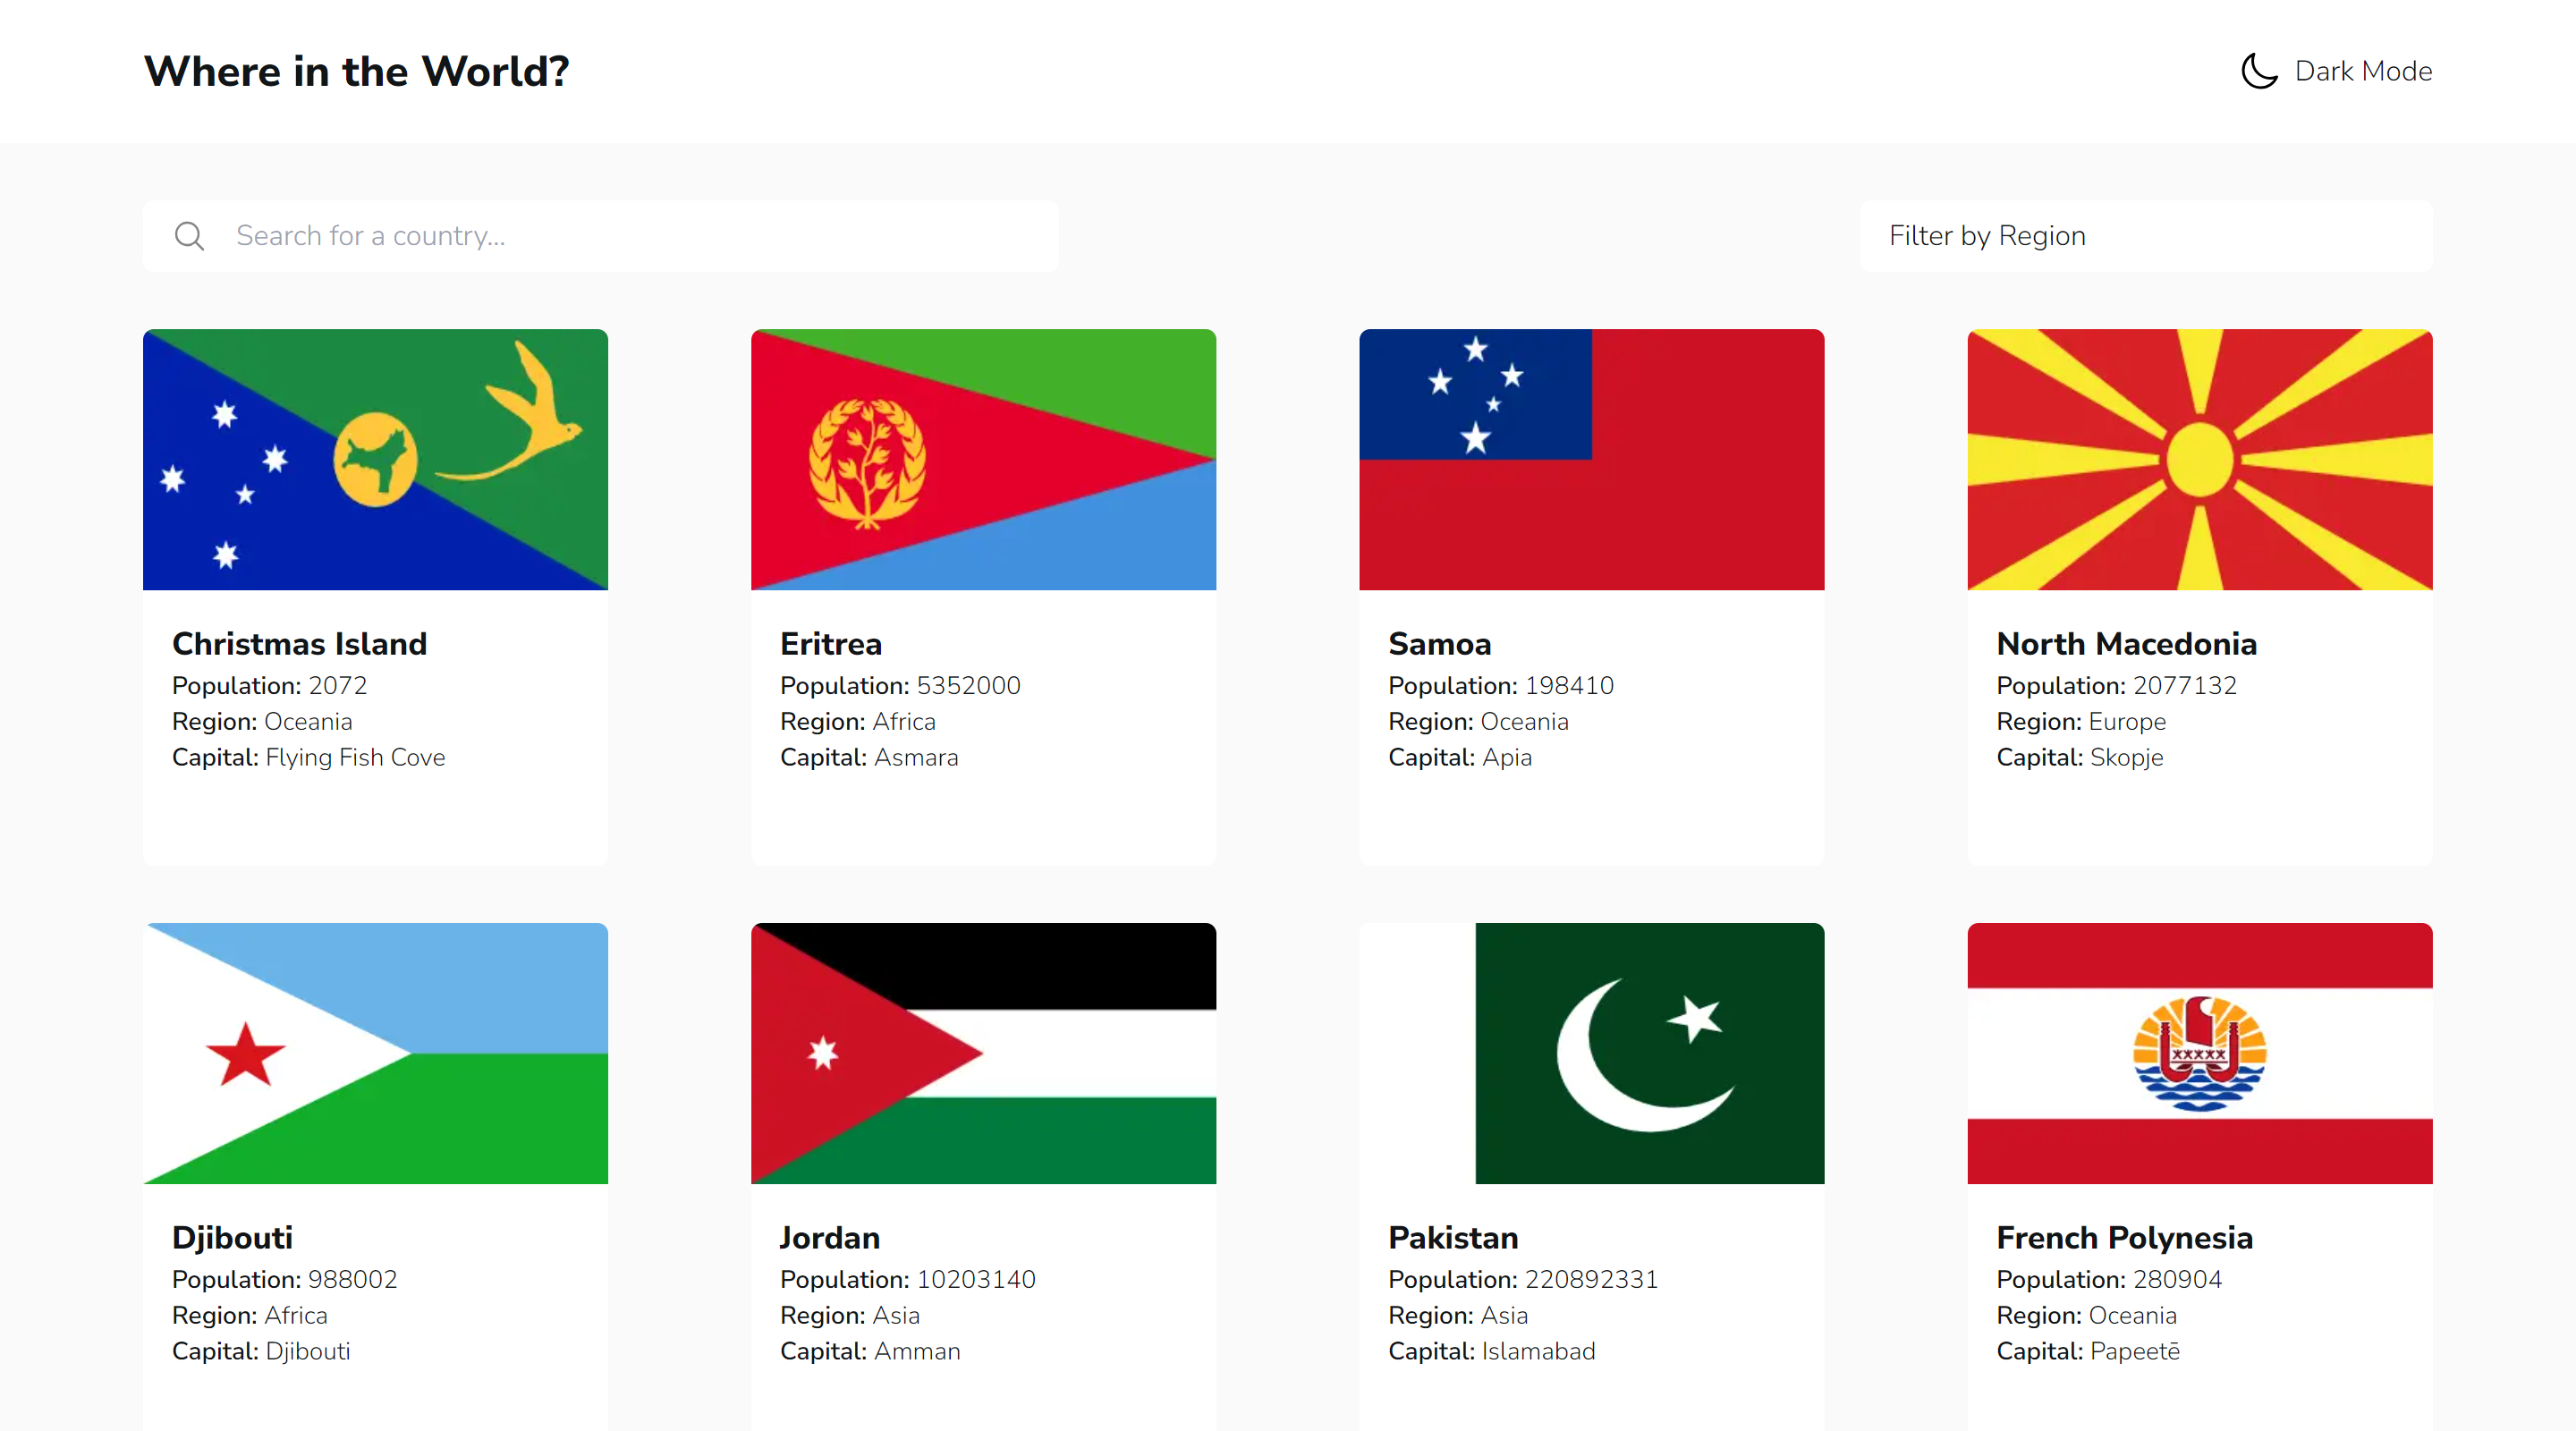 Where in the World?
Dark Mode
Search for a country...
Filter by Region
Christmas Island
Population: 2072
Region: Oceania
Capital: Flying Fish Cove
Eritrea
Population: 5352000
Region: Africa
Capital: Asmara
Samoa
Population: 198410
Region: Oceania
Capital: Apia
North Macedonia
Population: 2077132
Region: Europe
Capital: Skopje
Djibouti
Population: 988002
Region: Africa
Capital: Djibouti
Jordan
Population: 10203140
Region: Asia
Capital: Amman
Pakistan
Population: 220892331
Region: Asia
Capital: Islamabad
French Polynesia
Population: 280904
Region: Oceania
Capital: Papeetē